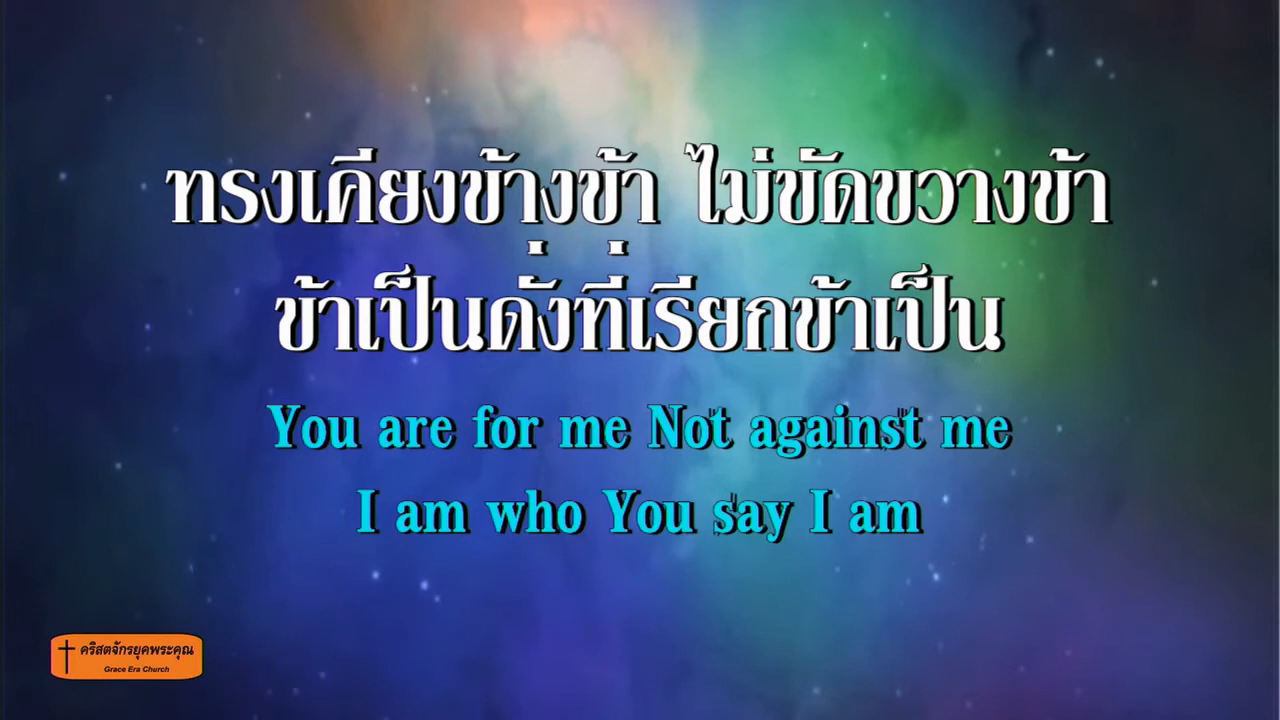 ทรงเคียงข้างข้า ไม่ขัดขวางข้า
ข้าเป็นดั่งที่เรียกข้าเป็น
You are for me Not against me
I am who You say I am
คริสตจักรยุคพระคุณ
Grace Era Church